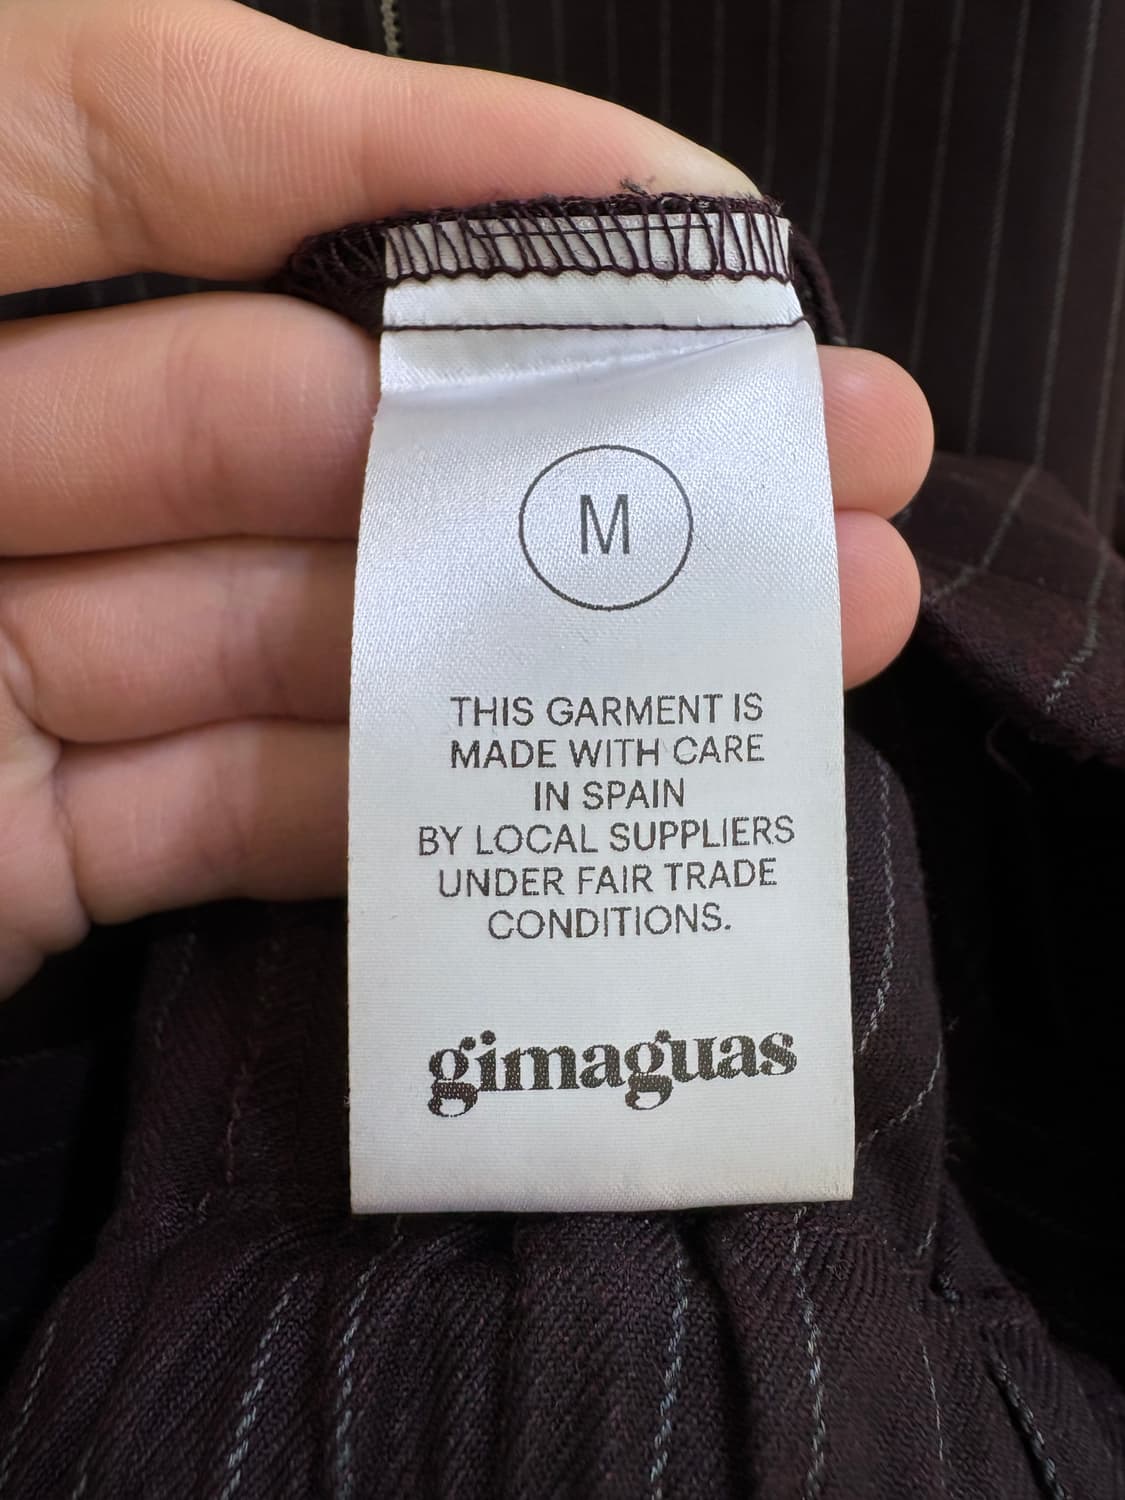 M
THIS GARMENT IS
MADE WITH CARE
IN SPAIN
BY LOCAL SUPPLIERS
UNDER FAIR TRADE
CONDITIONS.
gimaguas